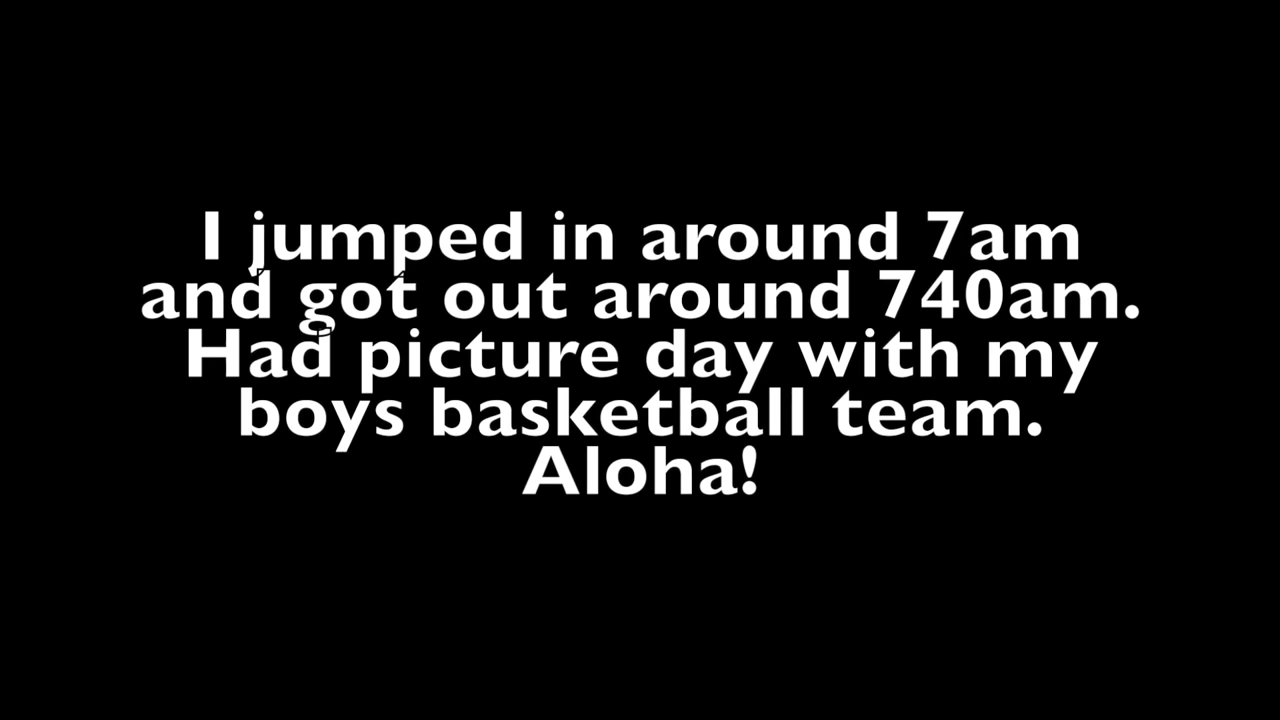 I jumped in around 7am
and got out around 740am.
Had picture day with my
boys basketball team.
Aloha!